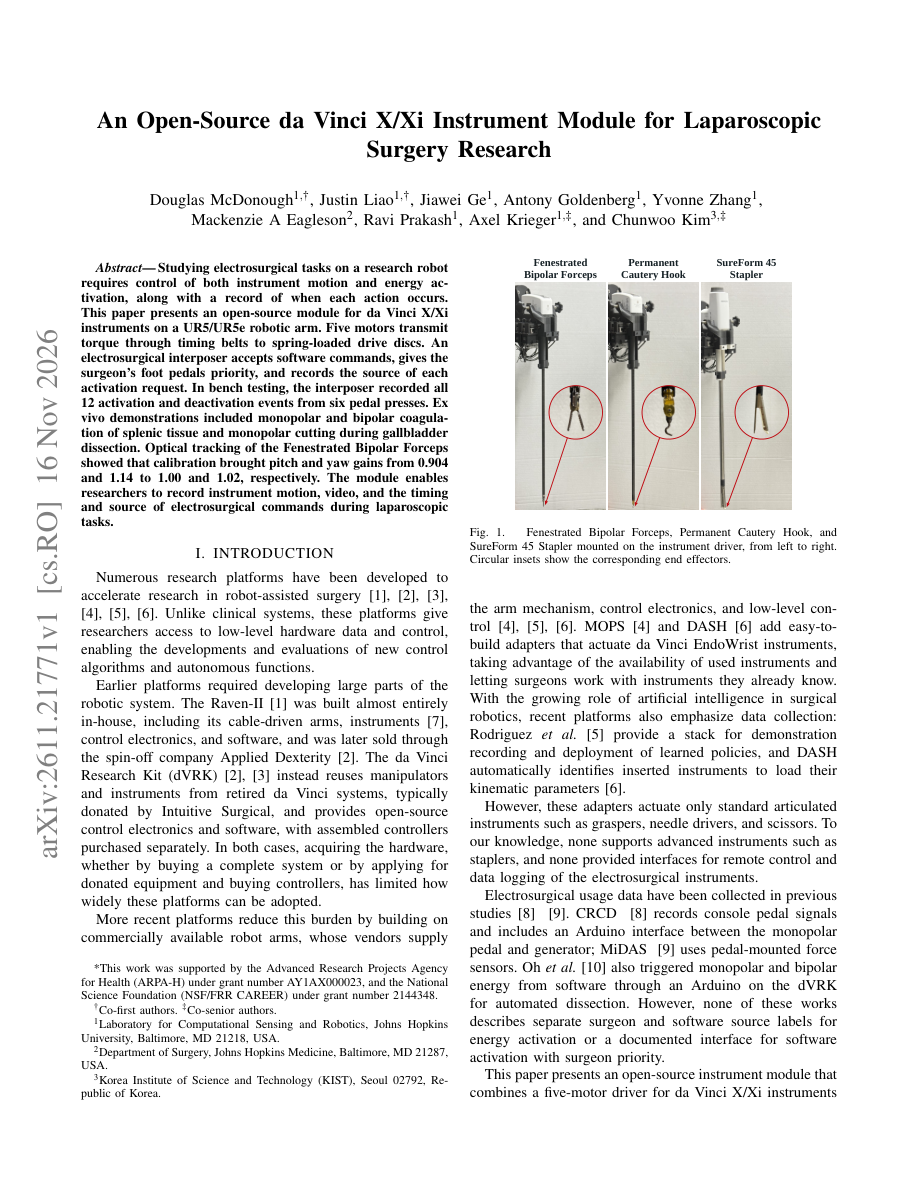 An Open-Source da Vinci X/Xi Instrument Module for Laparoscopic
Surgery Research
Douglas McDonough1,†, Justin Liao1,†, Jiawei Ge1, Antony Goldenberg1, Yvonne Zhang1,
Mackenzie A Eagleson2, Ravi Prakash1, Axel Krieger1,‡, and Chunwoo Kim3,‡
arXiv:2611.21771v1 [cs.RO] 16 Nov 2026
Abstract—Studying electrosurgical tasks on a research robot
requires control of both instrument motion and energy ac-
tivation, along with a record of when each action occurs.
This paper presents an open-source module for da Vinci X/Xi
instruments on a UR5/UR5e robotic arm. Five motors transmit
torque through timing belts to spring-loaded drive discs. An
electrosurgical interposer accepts software commands, gives the
surgeon's foot pedals priority, and records the source of each
activation request. In bench testing, the interposer recorded all
12 activation and deactivation events from six pedal presses. Ex
vivo demonstrations included monopolar and bipolar coagula-
tion of splenic tissue and monopolar cutting during gallbladder
dissection. Optical tracking of the Fenestrated Bipolar Forceps
showed that calibration brought pitch and yaw gains from 0.904
and 1.14 to 1.00 and 1.02, respectively. The module enables
researchers to record instrument motion, video, and the timing
and source of electrosurgical commands during laparoscopic
tasks.
I. INTRODUCTION
Numerous research platforms have been developed to
accelerate research in robot-assisted surgery [1], [2], [3],
[4], [5], [6]. Unlike clinical systems, these platforms give
researchers access to low-level hardware data and control,
enabling the developments and evaluations of new control
algorithms and autonomous functions.
Earlier platforms required developing large parts of the
robotic system. The Raven-II [1] was built almost entirely
in-house, including its cable-driven arms, instruments [7],
control electronics, and software, and was later sold through
the spin-off company Applied Dexterity [2]. The da Vinci
Research Kit (dVRK) [2], [3] instead reuses manipulators
and instruments from retired da Vinci systems, typically
donated by Intuitive Surgical, and provides open-source
control electronics and software, with assembled controllers
purchased separately. In both cases, acquiring the hardware,
whether by buying a complete system or by applying for
donated equipment and buying controllers, has limited how
widely these platforms can be adopted.
More recent platforms reduce this burden by building on
commercially available robot arms, whose vendors supply
*This work was supported by the Advanced Research Projects Agency
for Health (ARPA-H) under grant number AY1AX000023, and the National
Science Foundation (NSF/FRR CAREER) under grant number 2144348.
†Co-first authors. ‡Co-senior authors.
1Laboratory for Computational Sensing and Robotics, Johns Hopkins
University, Baltimore, MD 21218, USA.
2Department of Surgery, Johns Hopkins Medicine, Baltimore, MD 21287,
USA.
3Korea Institute of Science and Technology (KIST), Seoul 02792, Re-
public of Korea.
Fenestrated
Bipolar Forceps
Permanent
Cautery Hook
SureForm 45
Stapler
Fig. 1. Fenestrated Bipolar Forceps, Permanent Cautery Hook, and
SureForm 45 Stapler mounted on the instrument driver, from left to right.
Circular insets show the corresponding end effectors.
the arm mechanism, control electronics, and low-level con-
trol [4], [5], [6]. MOPS [4] and DASH [6] add easy-to-
build adapters that actuate da Vinci EndoWrist instruments,
taking advantage of the availability of used instruments and
letting surgeons work with instruments they already know.
With the growing role of artificial intelligence in surgical
robotics, recent platforms also emphasize data collection:
Rodriguez et al. [5] provide a stack for demonstration
recording and deployment of learned policies, and DASH
automatically identifies inserted instruments to load their
kinematic parameters [6].
However, these adapters actuate only standard articulated
instruments such as graspers, needle drivers, and scissors. To
our knowledge, none supports advanced instruments such as
staplers, and none provided interfaces for remote control and
data logging of the electrosurgical instruments.
Electrosurgical usage data have been collected in previous
studies [8] [9]. CRCD [8] records console pedal signals
and includes an Arduino interface between the monopolar
pedal and generator; MiDAS [9] uses pedal-mounted force
sensors. Oh et al. [10] also triggered monopolar and bipolar
energy from software through an Arduino on the dVRK
for automated dissection. However, none of these works
describes separate surgeon and software source labels for
energy activation or a documented interface for software
activation with surgeon priority.
This paper presents an open-source instrument module that
combines a five-motor driver for da Vinci X/Xi instruments